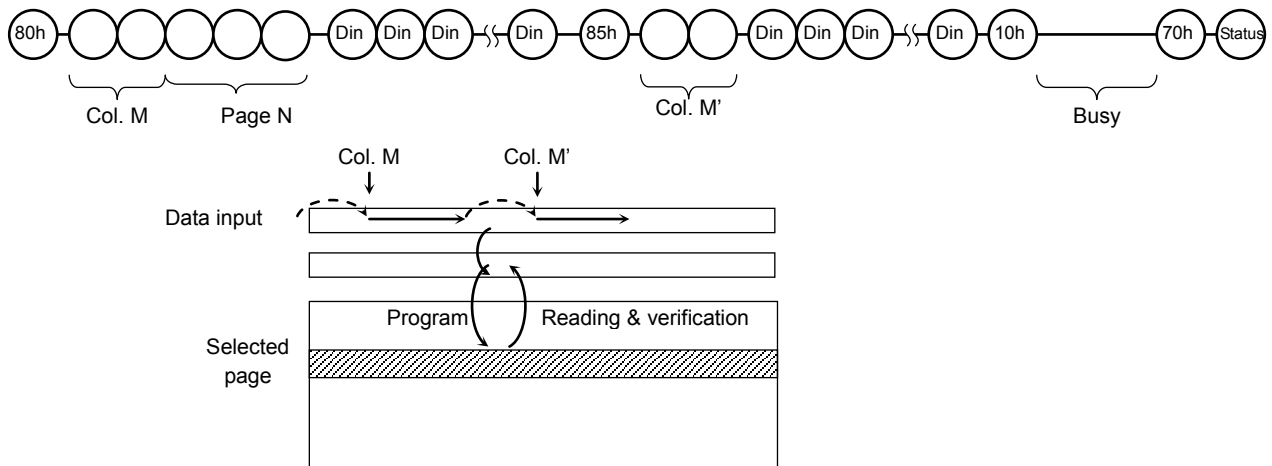 80h Din Din Din Din 85h Din Din Din Din 10h 70h Status
Col. M Page N Col. M’ Busy
Col. M Col. M’
Data input
Program Reading & verification
Selected
page